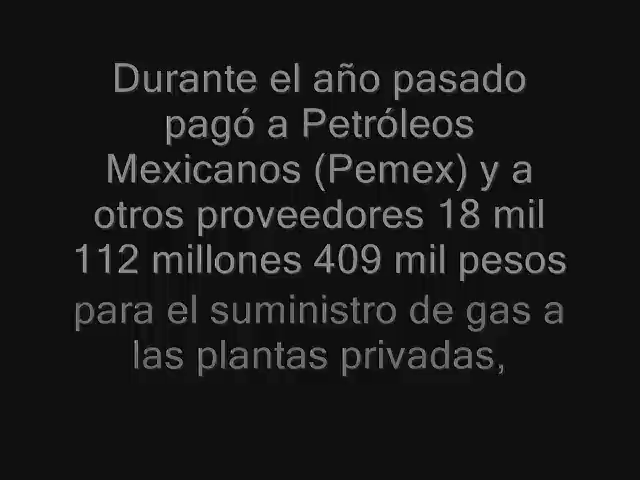 Durante el año pasado
pagó a Petróleos
Mexicanos (Pemex) y a
otros proveedores 18 mil
112 millones 409 mil pesos
para el suministro de gas a
las plantas privadas,